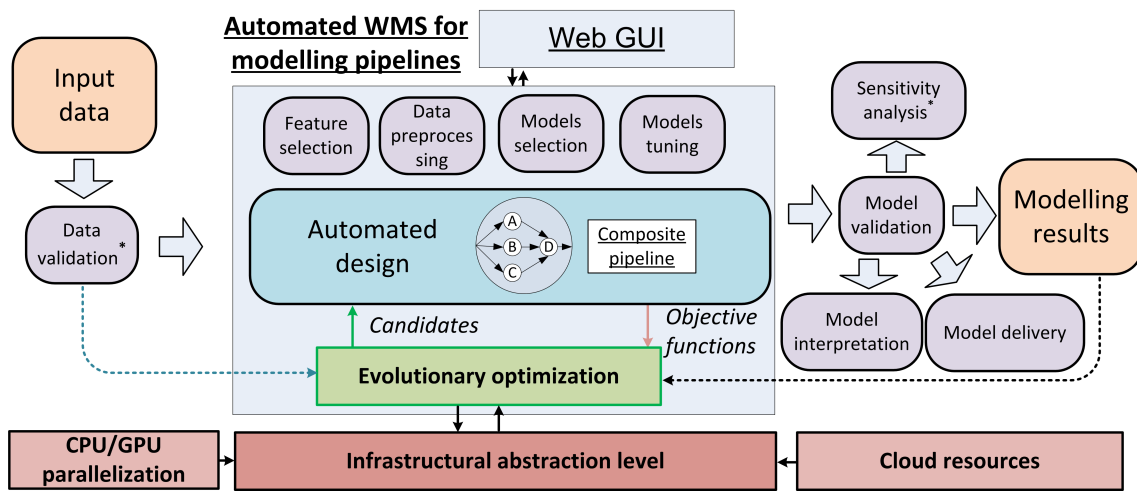 Automated WMS for
modelling pipelines
Web GUI
Input
data
Feature
selection
Data
preproces
sing
Models
selection
Models
tuning
Sensitivity
analysis*
Data
validation*
Automated
design
A
B
C
D
Composite
pipeline
Model
validation
Modelling
results
Candidates
Objective
functions
Model
interpretation
Model delivery
Evolutionary optimization
CPU/GPU
parallelization
Infrastructural abstraction level
Cloud resources